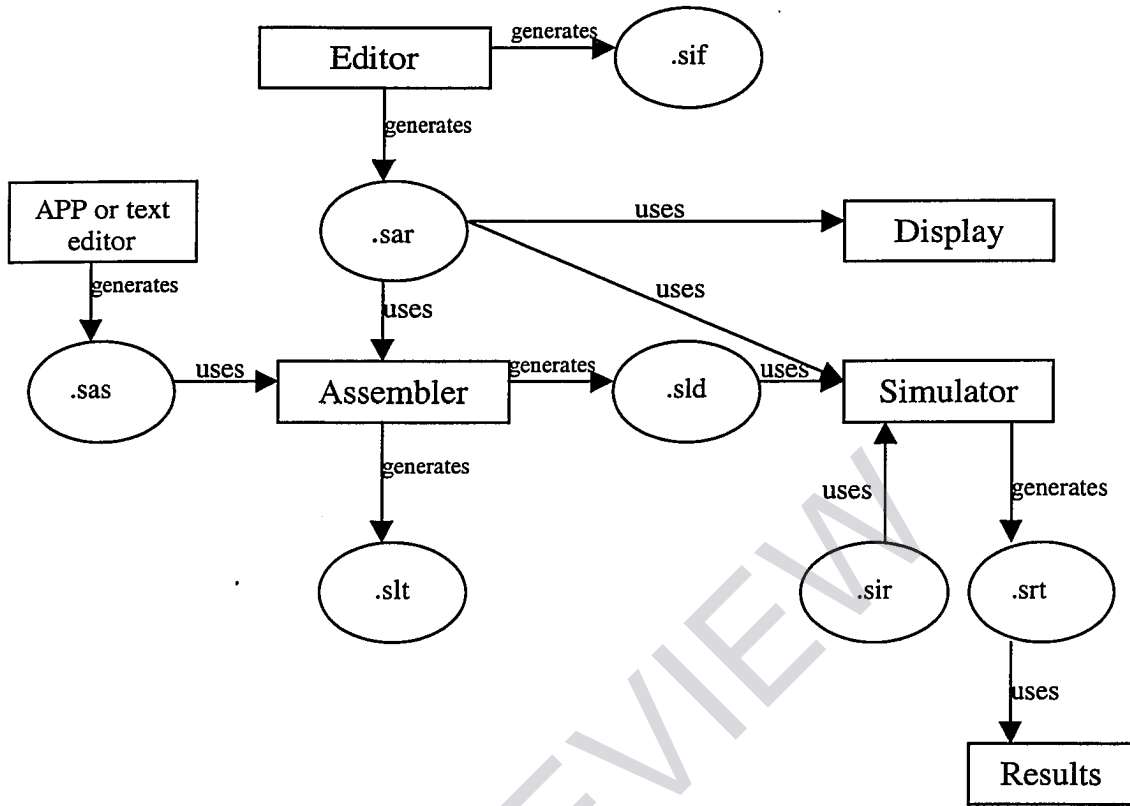 generates
Editor
.sif
generates
APP or text
editor
.sar
uses
Display
generates
uses
uses
.sas
uses
Assembler
generates
.sld
uses
Simulator
generates
uses
generates
.slt
.sir
.srt
uses
Results
EVIEW